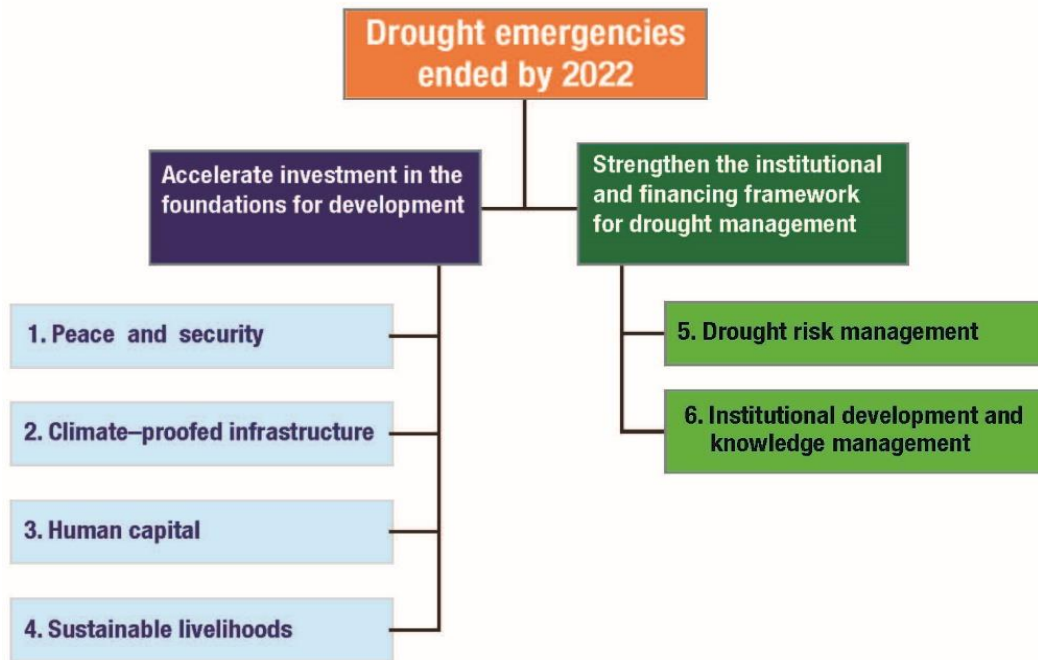 Drought emergencies
ended by 2022
Accelerate investment in the
foundations for development
Strengthen the institutional
and financing framework
for drought management
1. Peace and security
2. Climate–proofed infrastructure
3. Human capital
4. Sustainable livelihoods
5. Drought risk management
6. Institutional development and
knowledge management